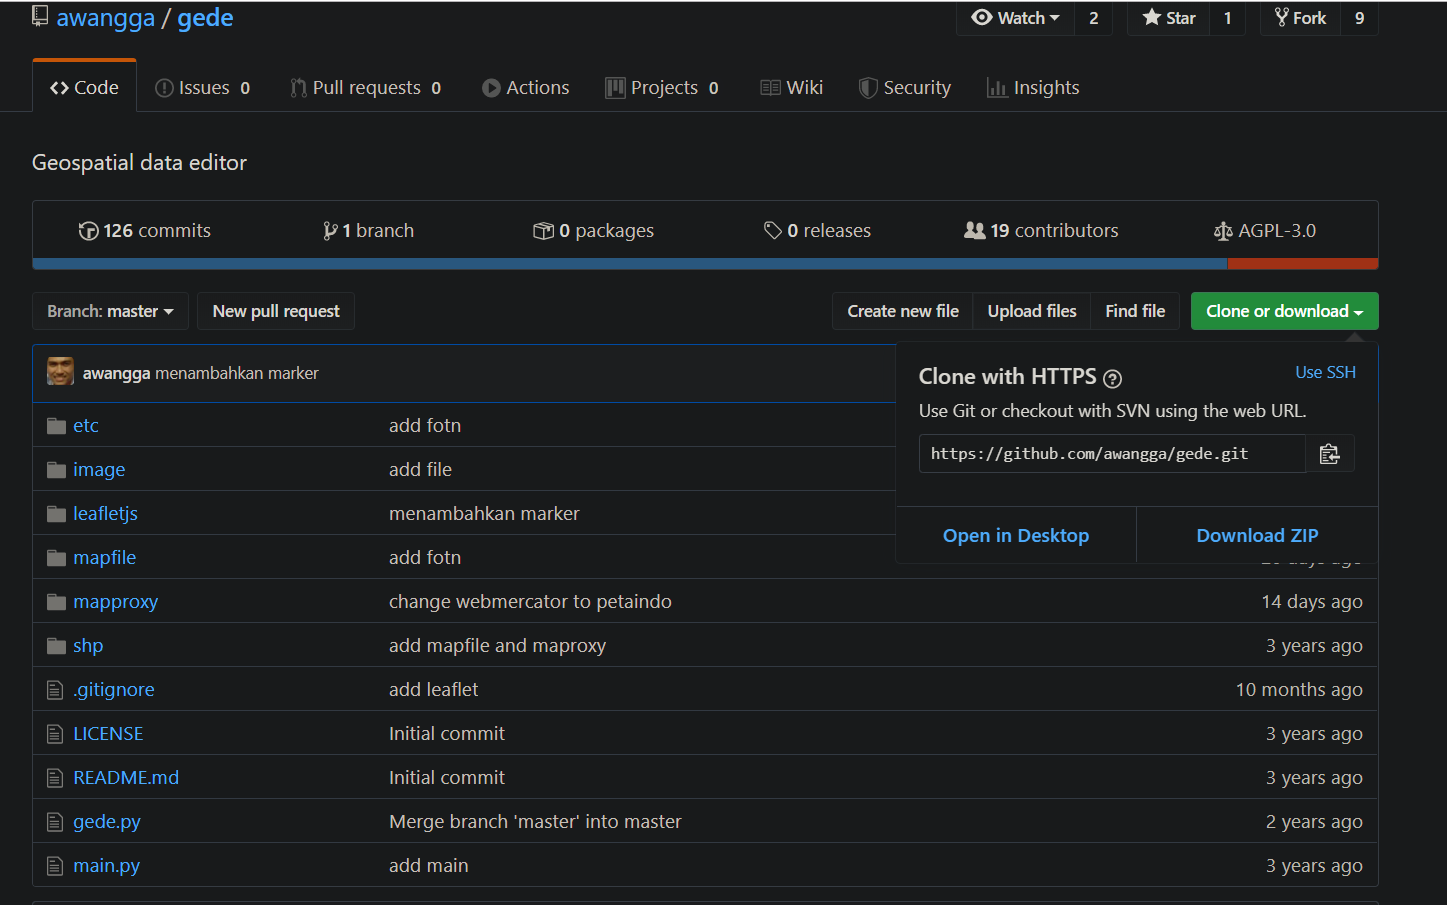 awangga / gede
Watch 2 Star 1 Fork 9
Code Issues 0 Pull requests 0 Actions Projects 0 Wiki Security Insights
Geospatial data editor
126 commits 1 branch 0 packages 0 releases 19 contributors AGPL-3.0
Branch: master New pull request Create new file Upload files Find file Clone or download
awangga menambahkan marker
Clone with HTTPS Use SSH
Use Git or checkout with SVN using the web URL.
https://github.com/awangga/gede.git
Open in Desktop Download ZIP
etc add fotn
image add file
leafletjs menambahkan marker
mapfile add fotn
mapproxy change webmercator to petaindo 14 days ago
shp add mapfile and maproxy 3 years ago
.gitignore add leaflet 10 months ago
LICENSE Initial commit 3 years ago
README.md Initial commit 3 years ago
gede.py Merge branch 'master' into master 2 years ago
main.py add main 3 years ago